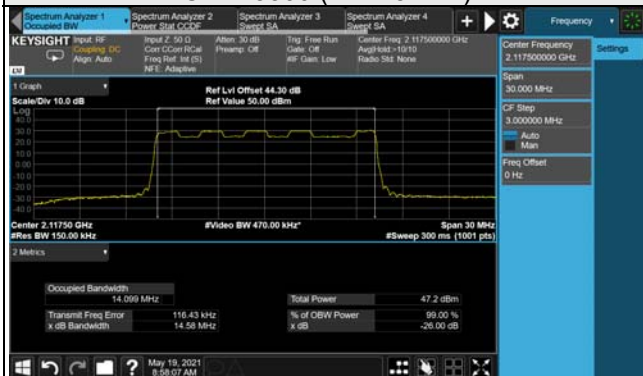 Spectrum Analyzer 1
Occupied BW
Spectrum Analyzer 2
Power Stat CCDF
Spectrum Analyzer 3
Swept SA
Spectrum Analyzer 4
Swept SA
Frequency
KEYSIGHT
Input: RF
Coupling: DC
Align: Auto
Input Z: 50 Ω
Corr CCorr RCal
Freq Ref: Int (S)
NFE: Adaptive
Atten: 30 dB
Preamp: Off
Trig: Free Run
Gate: Off
#IF Gain: Low
Center Freq: 2.117500000 GHz
Avg|Hold:>10/10
Radio Std: None
Center Frequency
2.117500000 GHz
Settings
Span
30.000 MHz
CF Step
3.000000 MHz
Auto
Man
Freq Offset
0 Hz
1 Graph
Scale/Div 10.0 dB
Ref Lvl Offset 44.30 dB
Ref Value 50.00 dBm
Log
40.0
30.0
20.0
10.0
0.00
-10.0
-20.0
-30.0
-40.0
Center 2.11750 GHz
#Res BW 150.00 kHz
#Video BW 470.00 kHz*
Span 30 MHz
#Sweep 300 ms (1001 pts)
2 Metrics
Occupied Bandwidth
14.099 MHz
Total Power
47.2 dBm
Transmit Freq Error
116.43 kHz
% of OBW Power
99.00 %
x dB Bandwidth
14.58 MHz
x dB
-26.00 dB
May 19, 2021
8:58:07 AM